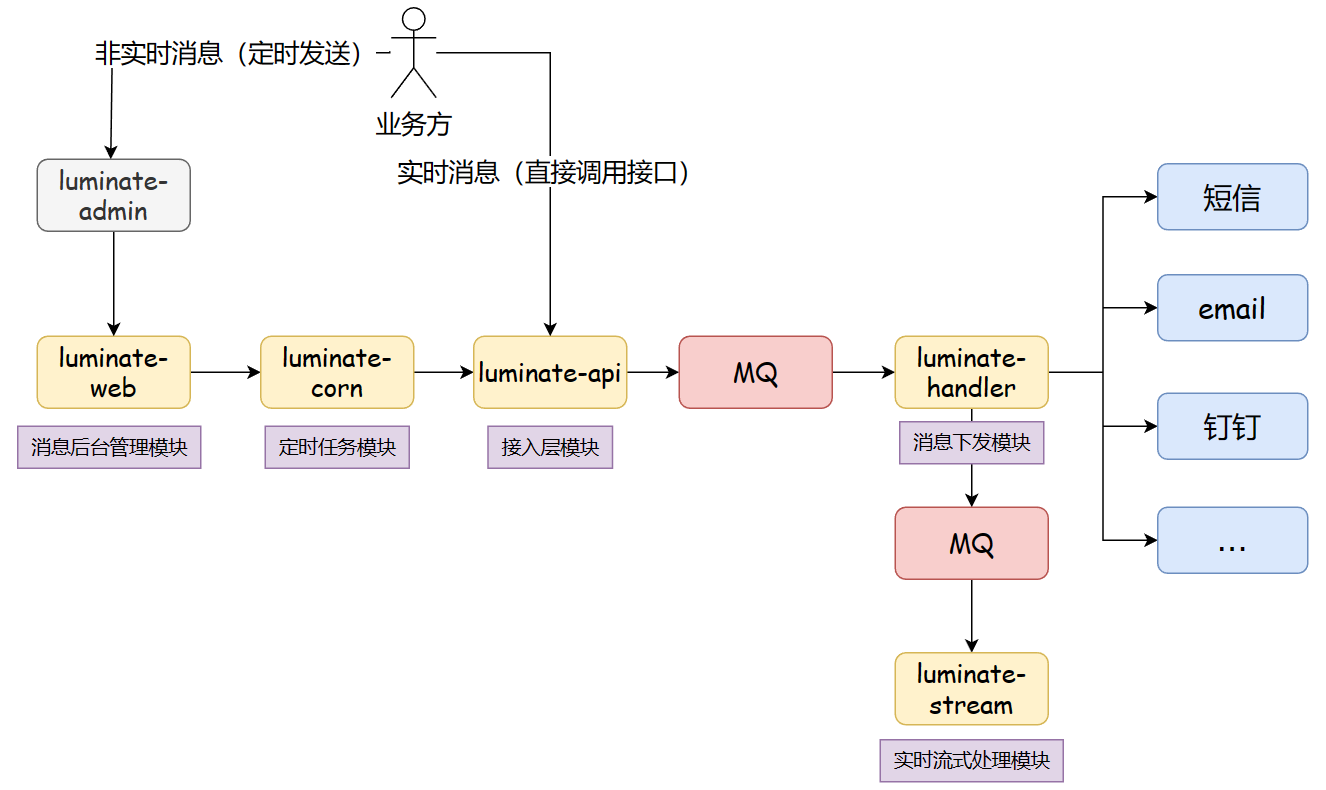 非实时消息（定时发送）
业务方
实时消息（直接调用接口）
luminate-
admin
短信
email
luminate-
web
luminate-
corn
luminate-api
MQ
luminate-
handler
消息后台管理模块
定时任务模块
接入层模块
消息下发模块
钉钉
MQ
...
luminate-
stream
实时流式处理模块